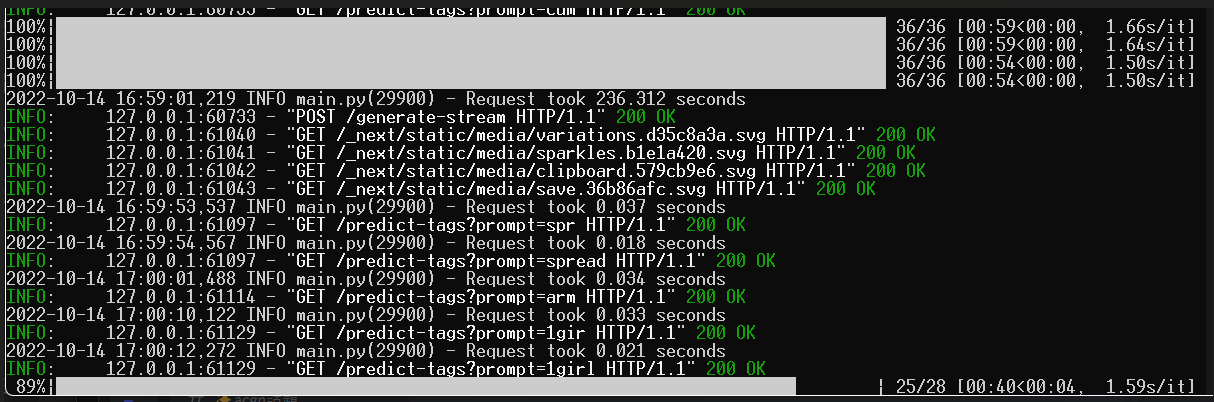 INFO:     127.0.0.1:60733 - "GET /predict-tags?prompt=cum HTTP/1.1" 200 OK
100%| 36/36 [00:59<00:00,  1.66s/it]
100%| 36/36 [00:59<00:00,  1.64s/it]
100%| 36/36 [00:54<00:00,  1.50s/it]
100%| 36/36 [00:54<00:00,  1.50s/it]
2022-10-14 16:59:01,219 INFO main.py(29900) - Request took 236.312 seconds
INFO:     127.0.0.1:60733 - "POST /generate-stream HTTP/1.1" 200 OK
INFO:     127.0.0.1:61040 - "GET /_next/static/media/variations.d35c8a3a.svg HTTP/1.1" 200 OK
INFO:     127.0.0.1:61041 - "GET /_next/static/media/sparkles.b1e1a420.svg HTTP/1.1" 200 OK
INFO:     127.0.0.1:61042 - "GET /_next/static/media/clipboard.579cb9e6.svg HTTP/1.1" 200 OK
INFO:     127.0.0.1:61043 - "GET /_next/static/media/save.36b86afc.svg HTTP/1.1" 200 OK
2022-10-14 16:59:53,537 INFO main.py(29900) - Request took 0.037 seconds
INFO:     127.0.0.1:61097 - "GET /predict-tags?prompt=spr HTTP/1.1" 200 OK
2022-10-14 16:59:54,567 INFO main.py(29900) - Request took 0.018 seconds
INFO:     127.0.0.1:61097 - "GET /predict-tags?prompt=spread HTTP/1.1" 200 OK
2022-10-14 17:00:01,488 INFO main.py(29900) - Request took 0.034 seconds
INFO:     127.0.0.1:61114 - "GET /predict-tags?prompt=arm HTTP/1.1" 200 OK
2022-10-14 17:00:10,122 INFO main.py(29900) - Request took 0.033 seconds
INFO:     127.0.0.1:61129 - "GET /predict-tags?prompt=1gir HTTP/1.1" 200 OK
2022-10-14 17:00:12,272 INFO main.py(29900) - Request took 0.021 seconds
INFO:     127.0.0.1:61129 - "GET /predict-tags?prompt=1girl HTTP/1.1" 200 OK
89%| | 25/28 [00:40<00:04,  1.59s/it]